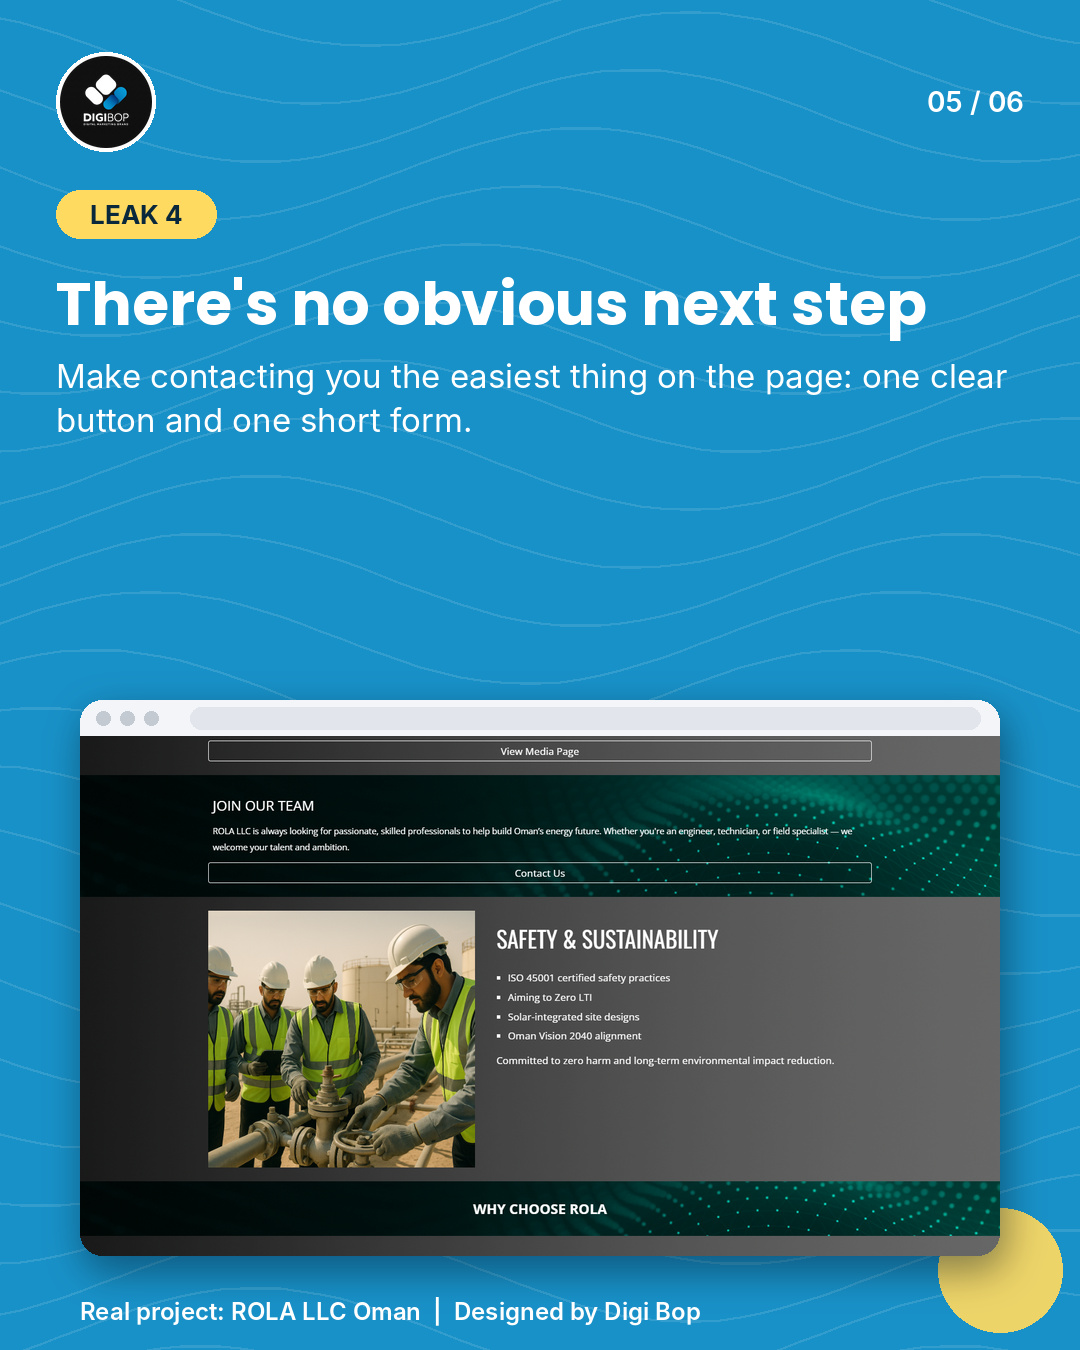 DIGIBOP
05 / 06
LEAK 4
There's no obvious next step
Make contacting you the easiest thing on the page: one clear
button and one short form.
View Media Page
JOIN OUR TEAM
ROLA LLC is always looking for passionate, skilled professionals to help build Oman's energy future. Whether you're an engineer, technician, or field specialist — we
welcome your talent and ambition.
Contact Us
SAFETY & SUSTAINABILITY
▪ ISO 45001 certified safety practices
▪ Aiming to Zero LTI
▪ Solar-integrated site designs
▪ Oman Vision 2040 alignment
Committed to zero harm and long-term environmental impact reduction.
WHY CHOOSE ROLA
Real project: ROLA LLC Oman | Designed by Digi Bop